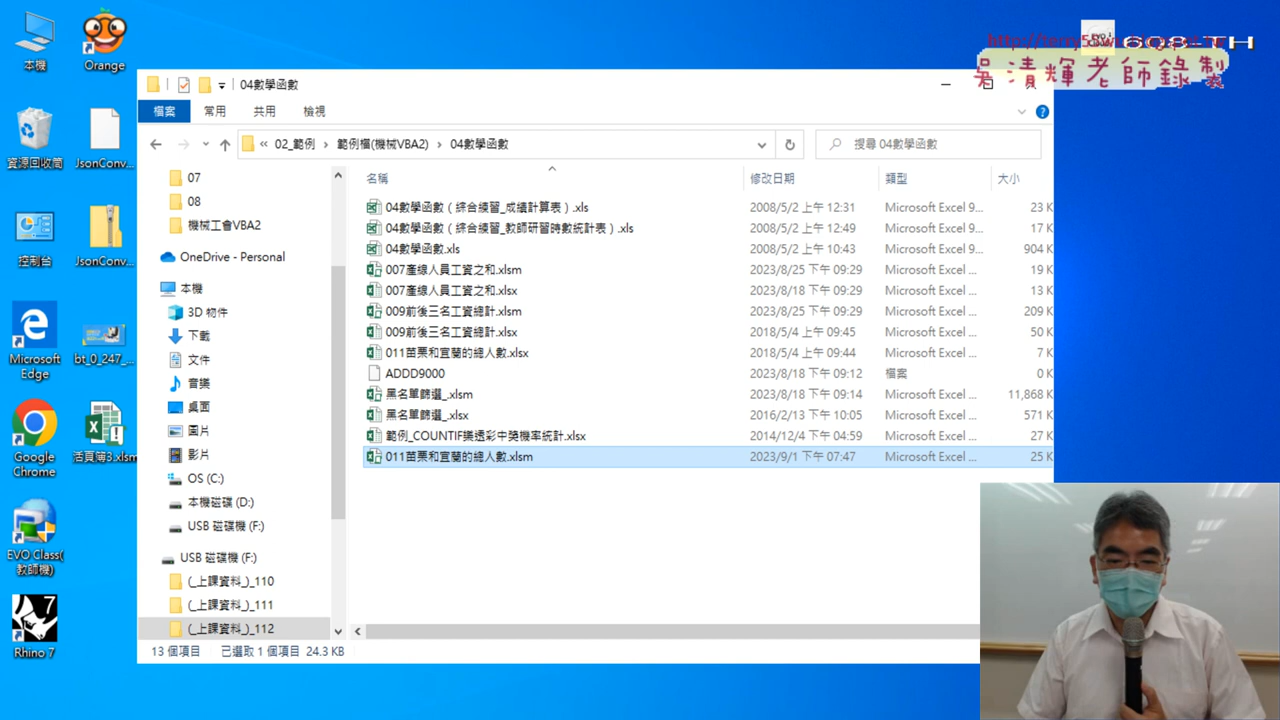 本機
Orange
資源回收筒
JsonConv...
控制台
JsonConv...
Microsoft
Edge
bt_0_247_...
Google
Chrome
活頁簿3.xlsm
EVO Class(
教師機)
Rhino 7
04數學函數
檔案 常用 共用 檢視
« 02_範例 › 範例檔(機械VBA2) › 04數學函數
搜尋 04數學函數
07
08
機械工會VBA2
OneDrive - Personal
本機
3D 物件
下載
文件
音樂
桌面
圖片
影片
OS (C:)
本機磁碟 (D:)
USB 磁碟機 (F:)
USB 磁碟機 (F:)
(_上課資料_)_110
(_上課資料_)_111
(_上課資料_)_112
名稱 修改日期 類型 大小
04數學函數（綜合練習_成績計算表）.xls 2008/5/2 上午 12:31 Microsoft Excel 9... 23 K
04數學函數（綜合練習_教師研習時數統計表）.xls 2008/5/2 上午 12:49 Microsoft Excel 9... 17 K
04數學函數.xls 2008/5/2 上午 10:43 Microsoft Excel 9... 904 K
007產線人員工資之和.xlsm 2023/8/25 下午 09:29 Microsoft Excel ... 19 K
007產線人員工資之和.xlsx 2023/8/18 下午 09:29 Microsoft Excel ... 13 K
009前後三名工資總計.xlsm 2023/8/25 下午 09:29 Microsoft Excel ... 209 K
009前後三名工資總計.xlsx 2018/5/4 上午 09:45 Microsoft Excel ... 50 K
011苗栗和宜蘭的總人數.xlsx 2018/5/4 上午 09:44 Microsoft Excel ... 7 K
ADDD9000 2023/8/18 下午 09:12 檔案 0 K
黑名單篩選_.xlsm 2023/8/18 下午 09:14 Microsoft Excel ... 11,868 K
黑名單篩選_.xlsx 2016/2/13 下午 10:05 Microsoft Excel ... 571 K
範例_COUNTIF樂透彩中獎機率統計.xlsx 2014/12/4 下午 04:59 Microsoft Excel ... 27 K
011苗栗和宜蘭的總人數.xlsm 2023/9/1 下午 07:47 Microsoft Excel ... 25 K
13 個項目 已選取 1 個項目 24.3 KB
吳清輝老師錄製